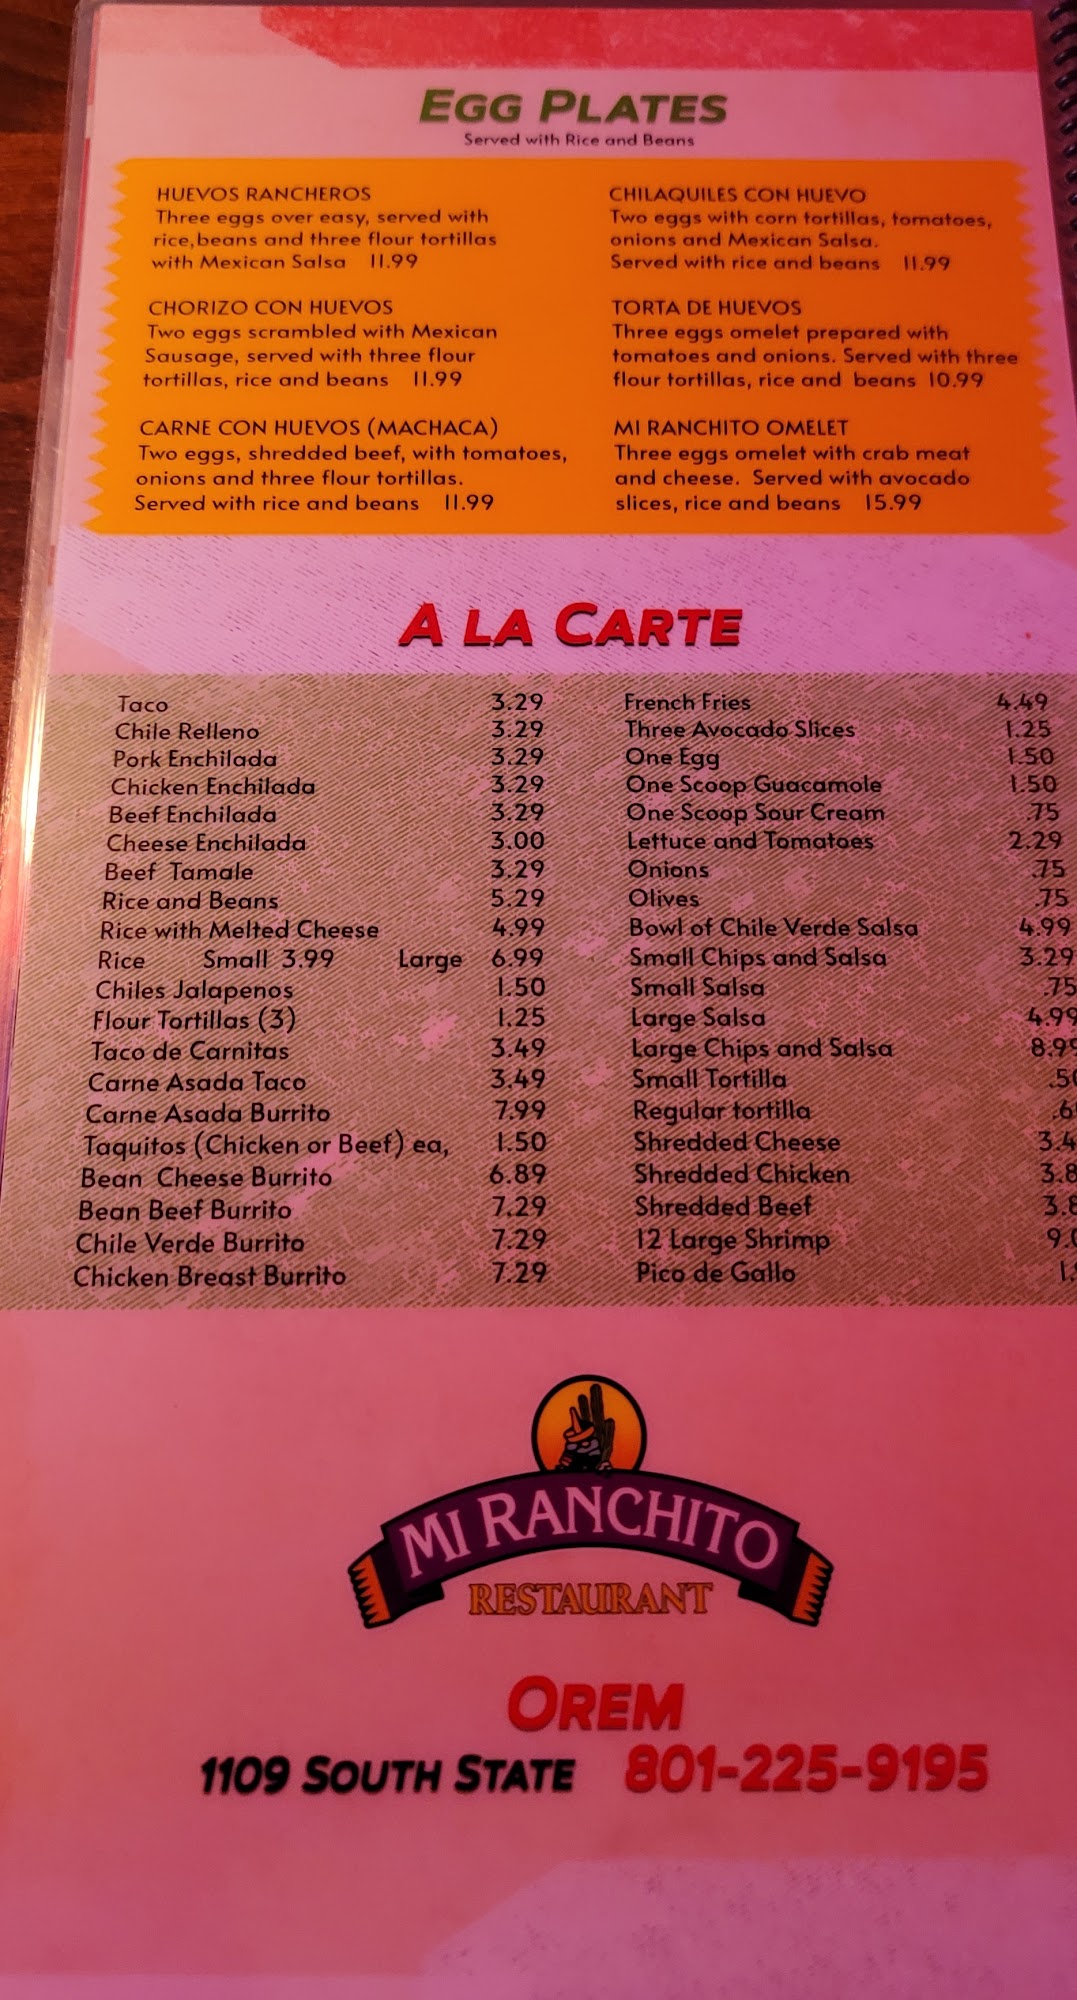 EGG PLATES
Served with Rice and Beans
HUEVOS RANCHEROS
Three eggs over easy, served with
rice,beans and three flour tortillas
with Mexican Salsa 11.99
CHORIZO CON HUEVOS
Two eggs scrambled with Mexican
Sausage, served with three flour
tortillas, rice and beans 11.99
CARNE CON HUEVOS (MACHACA)
Two eggs, shredded beef, with tomatoes,
onions and three flour tortillas.
Served with rice and beans 11.99
CHILAQUILES CON HUEVO
Two eggs with corn tortillas, tomatoes,
onions and Mexican Salsa.
Served with rice and beans 11.99
TORTA DE HUEVOS
Three eggs omelet prepared with
tomatoes and onions. Served with three
flour tortillas, rice and beans 10.99
MI RANCHITO OMELET
Three eggs omelet with crab meat
and cheese. Served with avocado
slices, rice and beans 15.99
A LA CARTE
Taco 3.29
Chile Relleno 3.29
Pork Enchilada 3.29
Chicken Enchilada 3.29
Beef Enchilada 3.29
Cheese Enchilada 3.00
Beef Tamale 3.29
Rice and Beans 5.29
Rice with Melted Cheese 4.99
Rice Small 3.99 Large 6.99
Chiles Jalapenos 1.50
Flour Tortillas (3) 1.25
Taco de Carnitas 3.49
Carne Asada Taco 3.49
Carne Asada Burrito 7.99
Taquitos (Chicken or Beef) ea, 1.50
Bean Cheese Burrito 6.89
Bean Beef Burrito 7.29
Chile Verde Burrito 7.29
Chicken Breast Burrito 7.29
French Fries 4.49
Three Avocado Slices 1.25
One Egg 1.50
One Scoop Guacamole 1.50
One Scoop Sour Cream .75
Lettuce and Tomatoes 2.29
Onions .75
Olives .75
Bowl of Chile Verde Salsa 4.99
Small Chips and Salsa 3.29
Small Salsa .75
Large Salsa 4.99
Large Chips and Salsa 8.99
Small Tortilla
Regular tortilla
Shredded Cheese
Shredded Chicken
Shredded Beef
12 Large Shrimp
Pico de Gallo
MI RANCHITO
RESTAURANT
OREM
1109 SOUTH STATE 801-225-9195